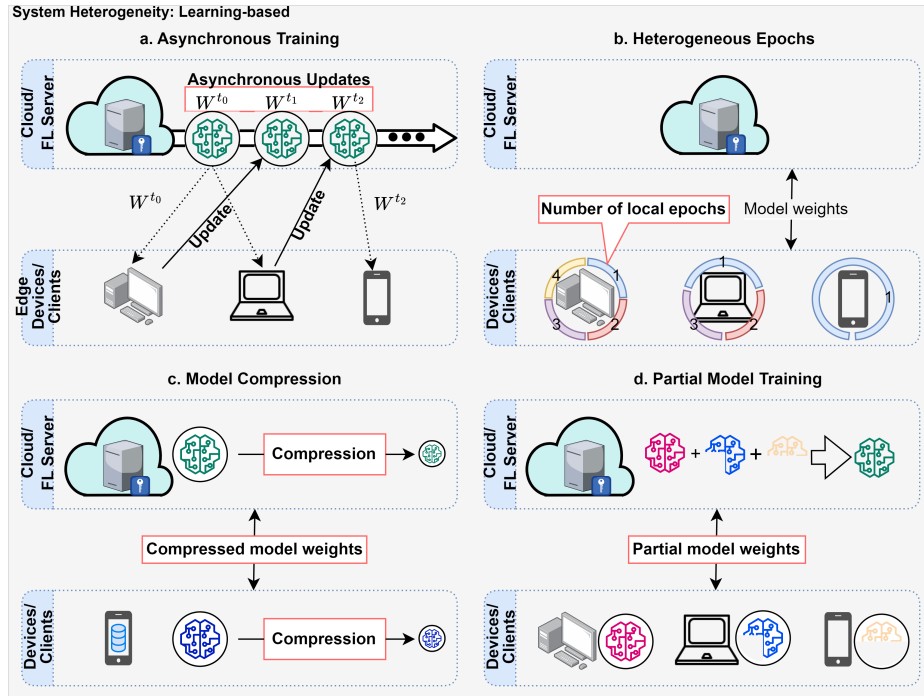 System Heterogeneity: Learning-based
a. Asynchronous Training
Cloud/
FL Server
Asynchronous Updates
W^{t_0} W^{t_1} W^{t_2}
W^{t_0}
Update
Update
W^{t_2}
Edge
Devices/
Clients
b. Heterogeneous Epochs
Cloud/
FL Server
Number of local epochs
Model weights
Devices/
Clients
4 1
3 2
1
3 2
1
c. Model Compression
Cloud/
FL Server
Compression
Compressed model weights
Devices/
Clients
Compression
d. Partial Model Training
Cloud/
FL Server
+ +
Partial model weights
Devices/
Clients